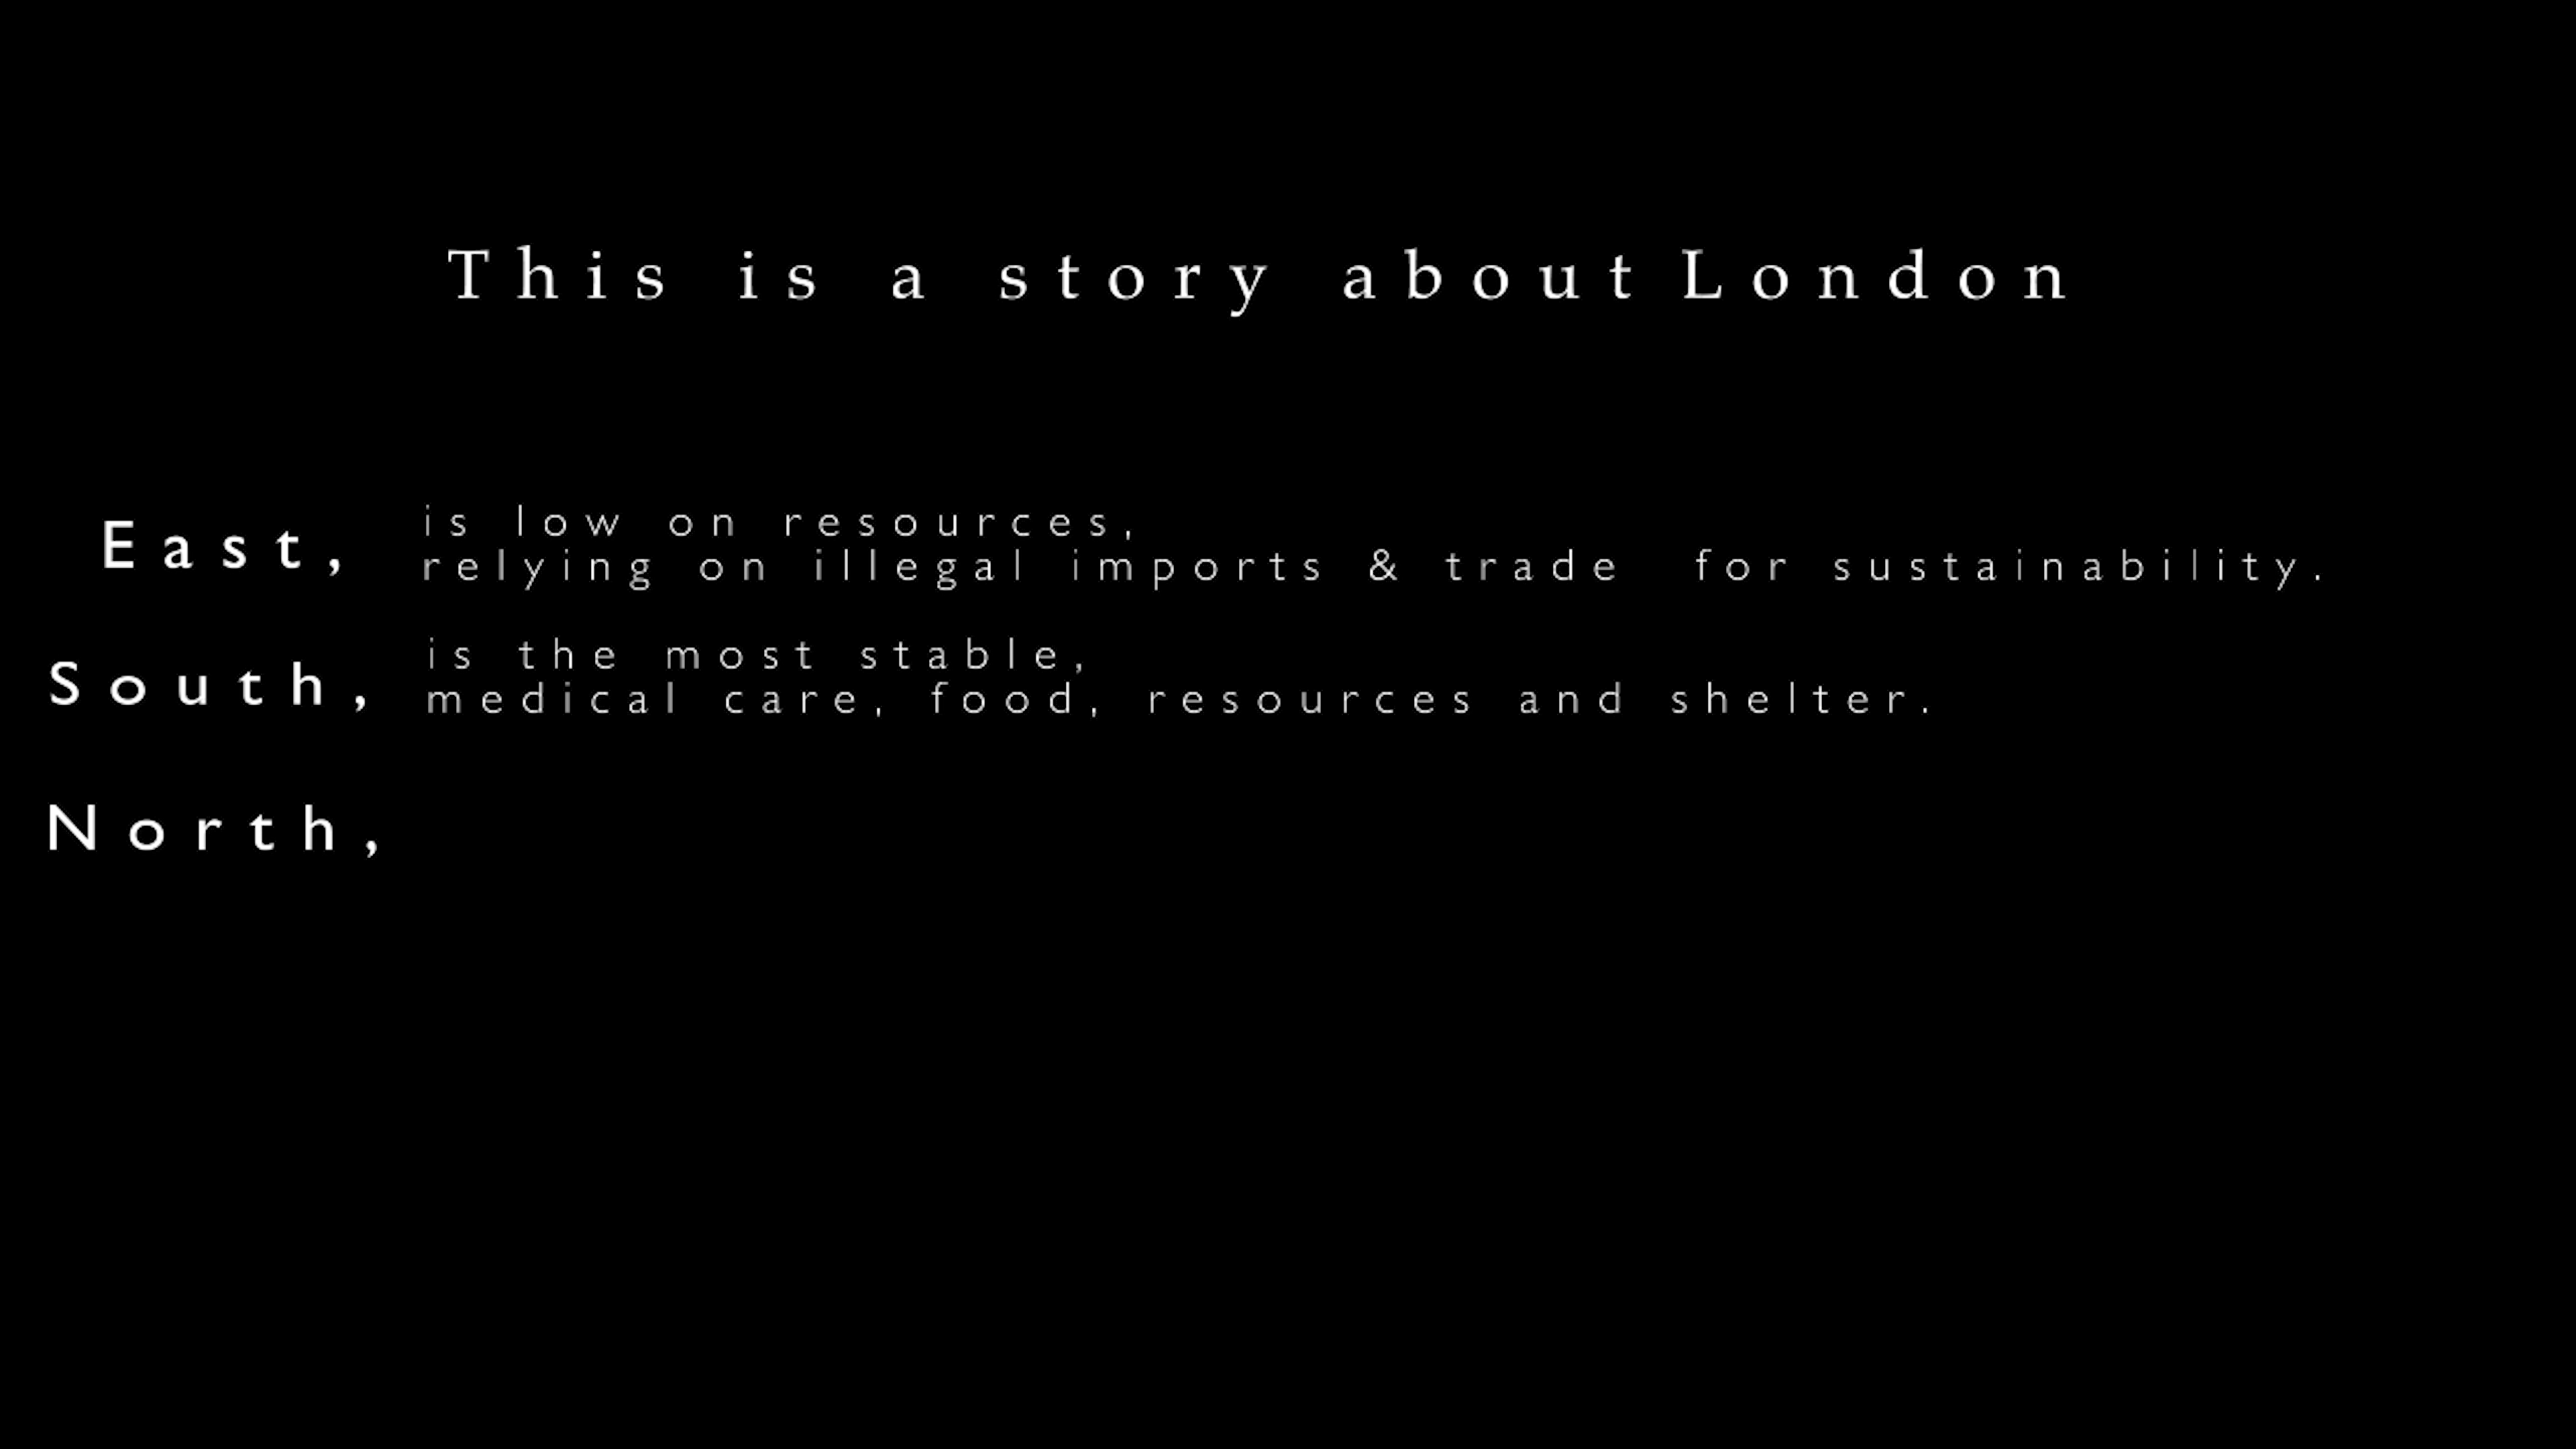 This is a story about London
East,
is low on resources,
relying on illegal imports & trade for sustainability.
South,
is the most stable,
medical care, food, resources and shelter.
North,